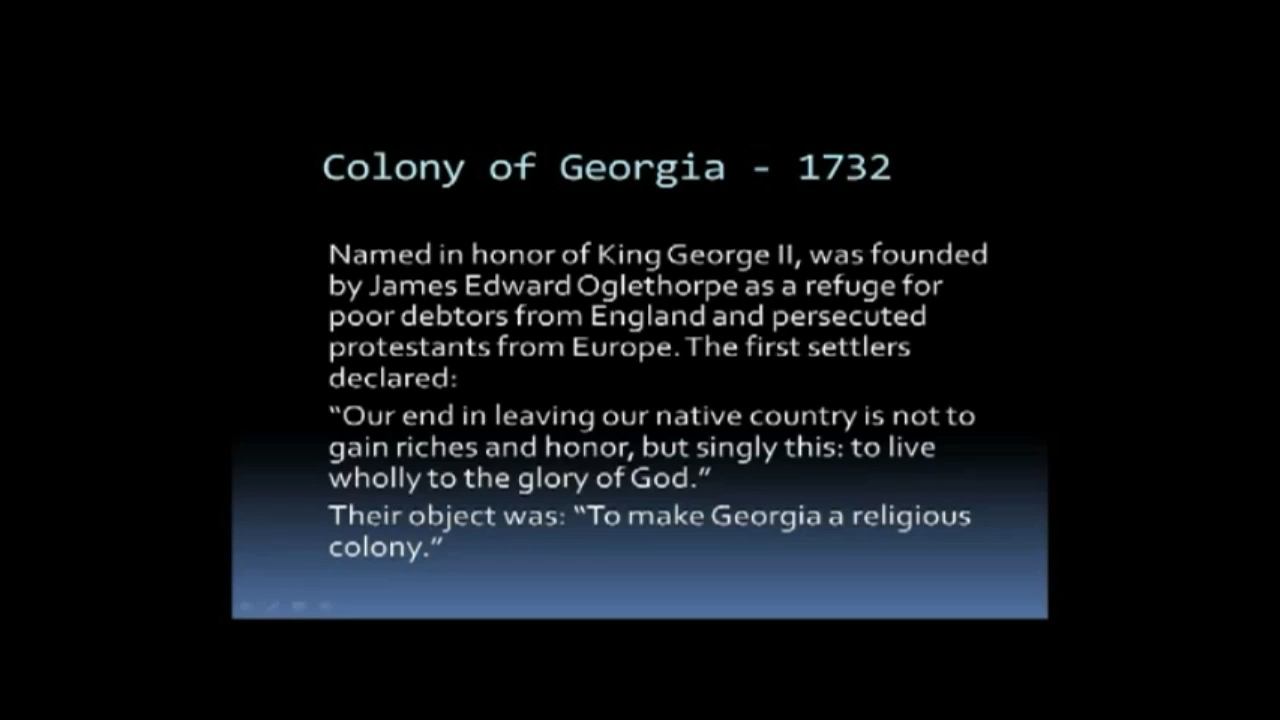 Colony of Georgia - 1732
Named in honor of King George II, was founded
by James Edward Oglethorpe as a refuge for
poor debtors from England and persecuted
protestants from Europe. The first settlers
declared:
“Our end in leaving our native country is not to
gain riches and honor, but singly this: to live
wholly to the glory of God.”
Their object was: “To make Georgia a religious
colony.”